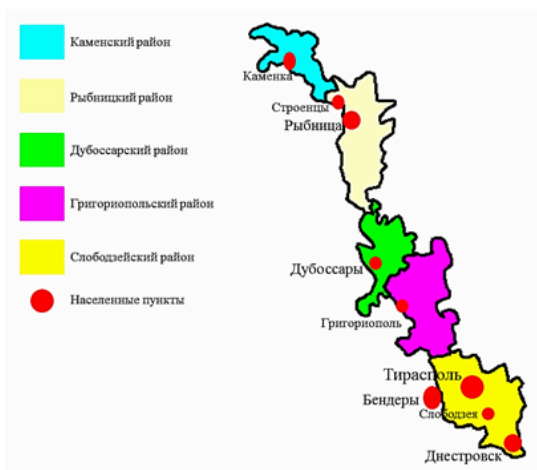 Каменский район
Рыбницкий район
Дубоссарский район
Григориопольский район
Слободзейский район
Населенные пункты
Каменка
Строенцы
Рыбница
Дубоссары
Григориополь
Тирасполь
Бендеры
Слободзея
Днестровск